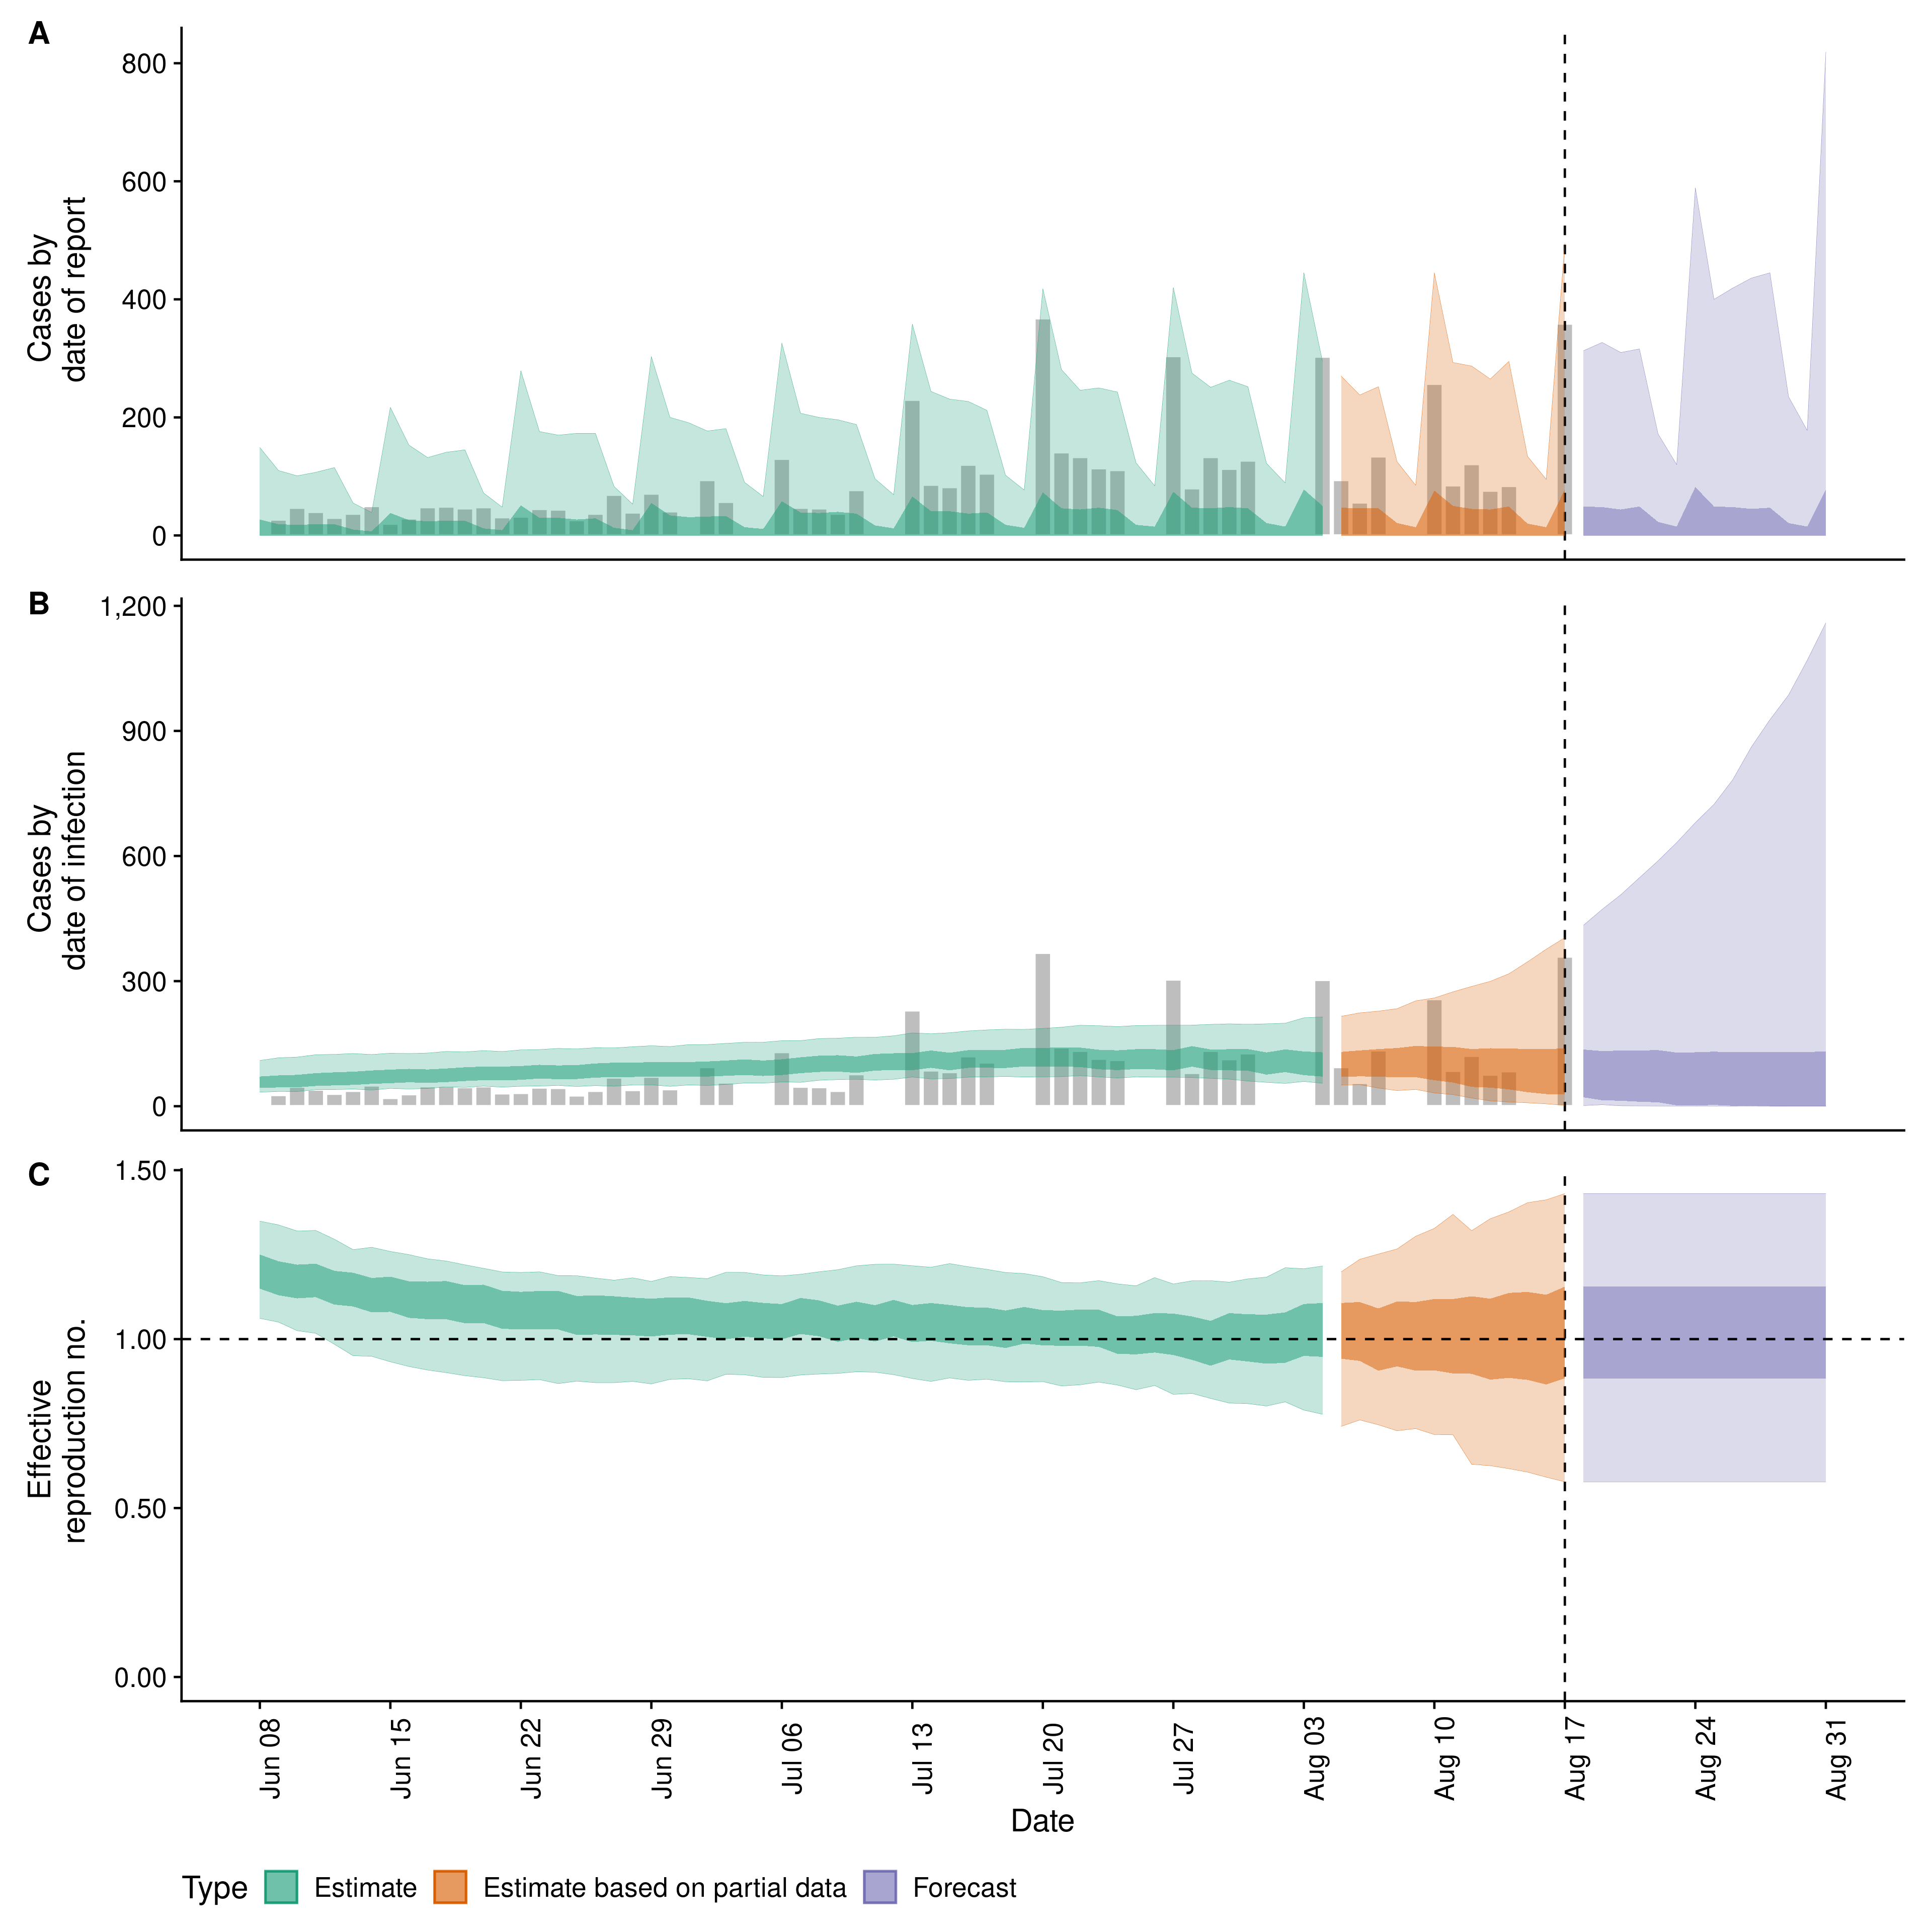 A
800
600
400
200
0
Cases by
date of report
B
1,200
900
600
300
0
Cases by
date of infection
C
1.50
1.00
0.50
0.00
Effective
reproduction no.
Jun 08
Jun 15
Jun 22
Jun 29
Jul 06
Jul 13
Jul 20
Jul 27
Aug 03
Aug 10
Aug 17
Aug 24
Aug 31
Date
Type Estimate Estimate based on partial data Forecast